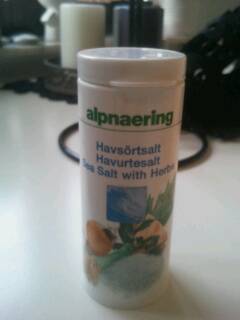 alpnaering
Havsörtsalt
Havurtesalt
Sea Salt with Herbs